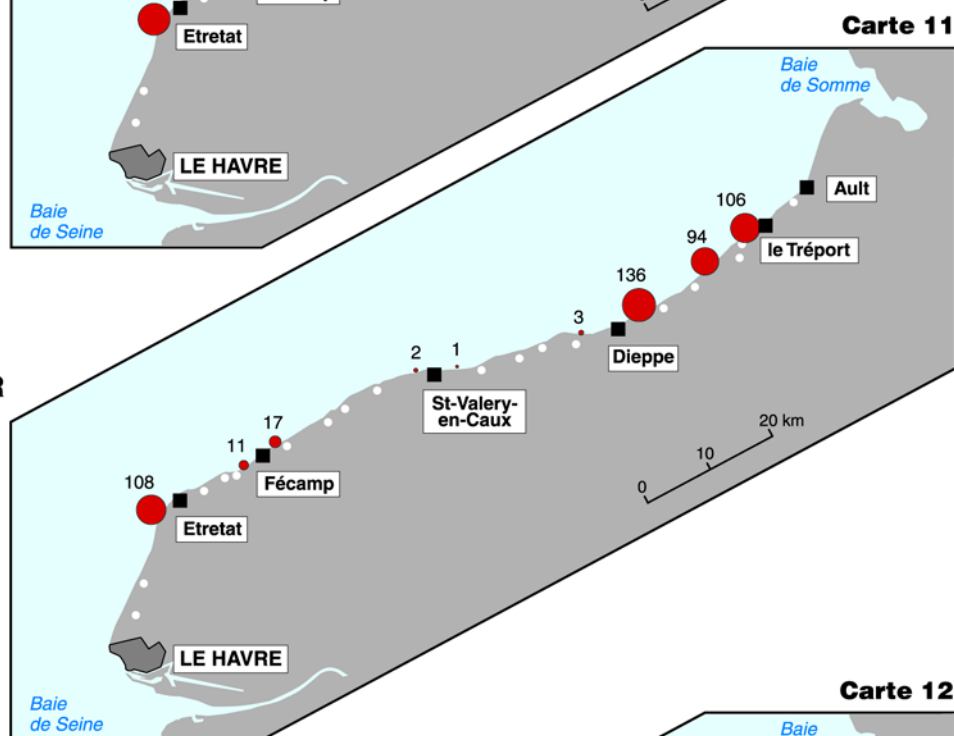 Etretat
LE HAVRE
Baie
de Seine
Carte 11
Baie
de Somme
Ault
106
le Tréport
94
136
3
Dieppe
2
1
St-Valery-
en-Caux
17
11
Fécamp
108
Etretat
20 km
10
0
LE HAVRE
Baie
de Seine
Carte 12
Baie